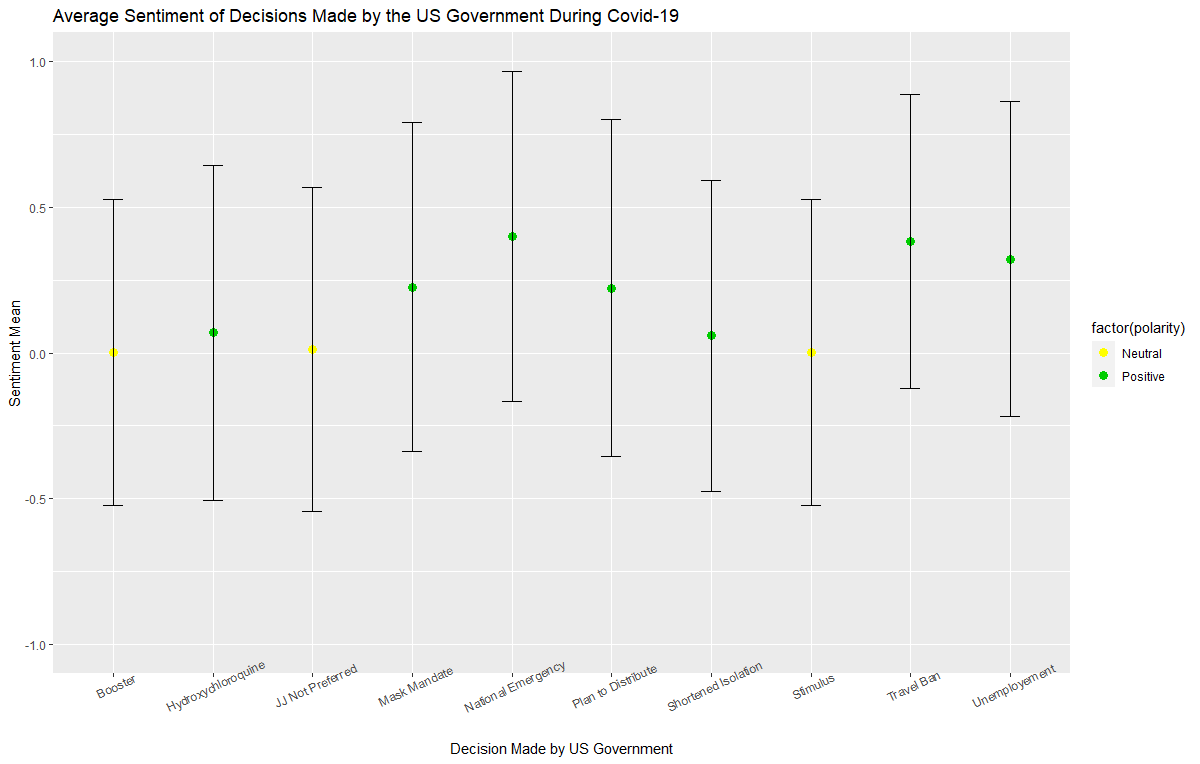 Average Sentiment of Decisions Made by the US Government During Covid-19
1.0
0.5
0.0
-0.5
-1.0
Sentiment Mean
Booster
Hydroxychloroquine
JJ Not Preferred
Mask Mandate
National Emergency
Plan to Distribute
Shortened Isolation
Stimulus
Travel Ban
Unemployement
Decision Made by US Government
factor(polarity)
Neutral
Positive